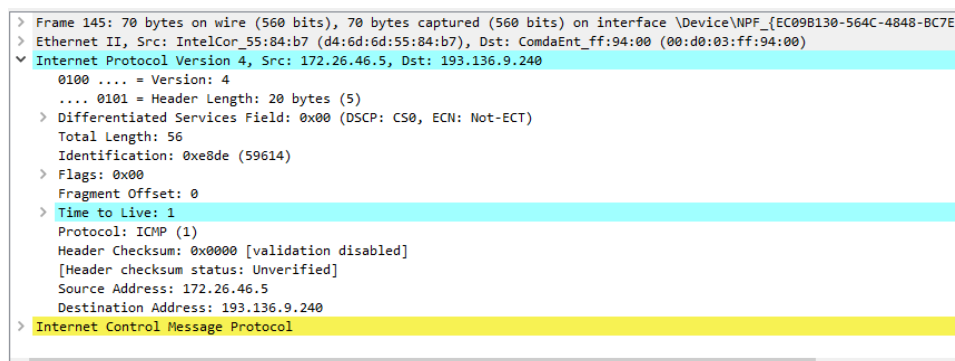 Frame 145: 70 bytes on wire (560 bits), 70 bytes captured (560 bits) on interface \Device\NPF_{EC09B130-564C-4848-BC7E
Ethernet II, Src: IntelCor_55:84:b7 (d4:6d:6d:55:84:b7), Dst: ComdaEnt_ff:94:00 (00:d0:03:ff:94:00)
Internet Protocol Version 4, Src: 172.26.46.5, Dst: 193.136.9.240
0100 .... = Version: 4
.... 0101 = Header Length: 20 bytes (5)
Differentiated Services Field: 0x00 (DSCP: CS0, ECN: Not-ECT)
Total Length: 56
Identification: 0xe8de (59614)
Flags: 0x00
Fragment Offset: 0
Time to Live: 1
Protocol: ICMP (1)
Header Checksum: 0x0000 [validation disabled]
[Header checksum status: Unverified]
Source Address: 172.26.46.5
Destination Address: 193.136.9.240
Internet Control Message Protocol